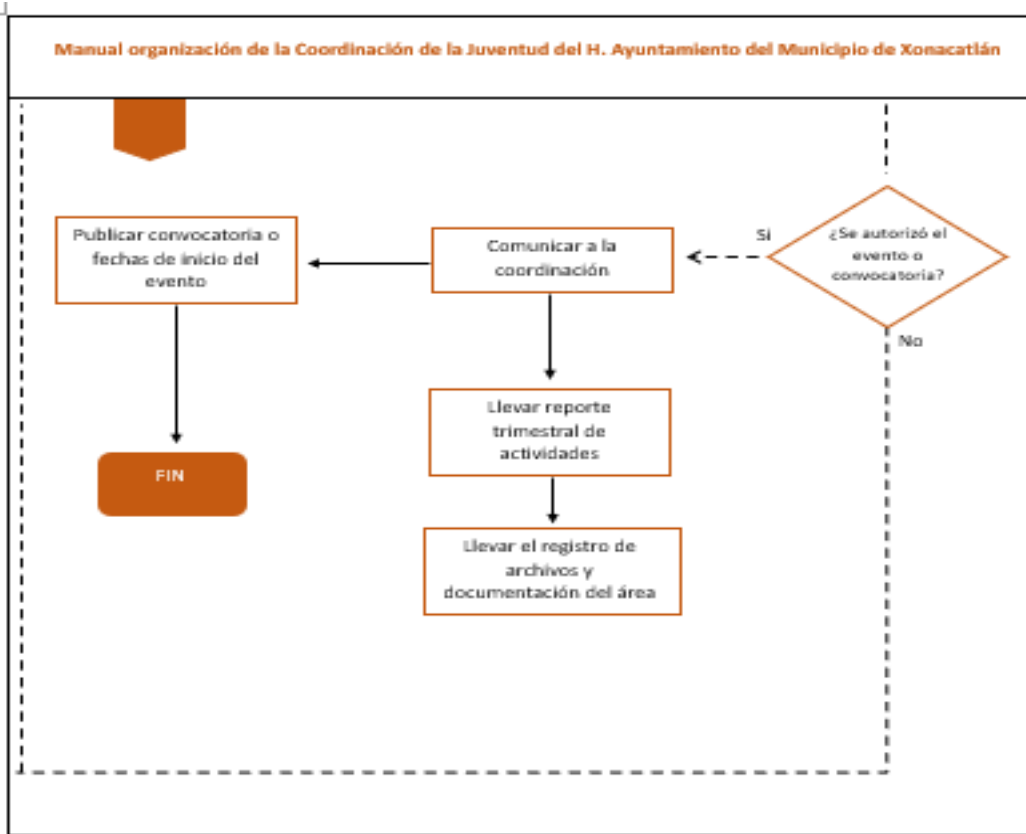 Manual organización de la Coordinación de la Juventud del H. Ayuntamiento del Municipio de Xonacatlán
Publicar convocatoria o
fechas de inicio del
evento
Comunicar a la
coordinación
Si
¿Se autorizó el
evento o
convocatoria?
No
Llevar reporte
trimestral de
actividades
FIN
Llevar el registro de
archivos y
documentación del área